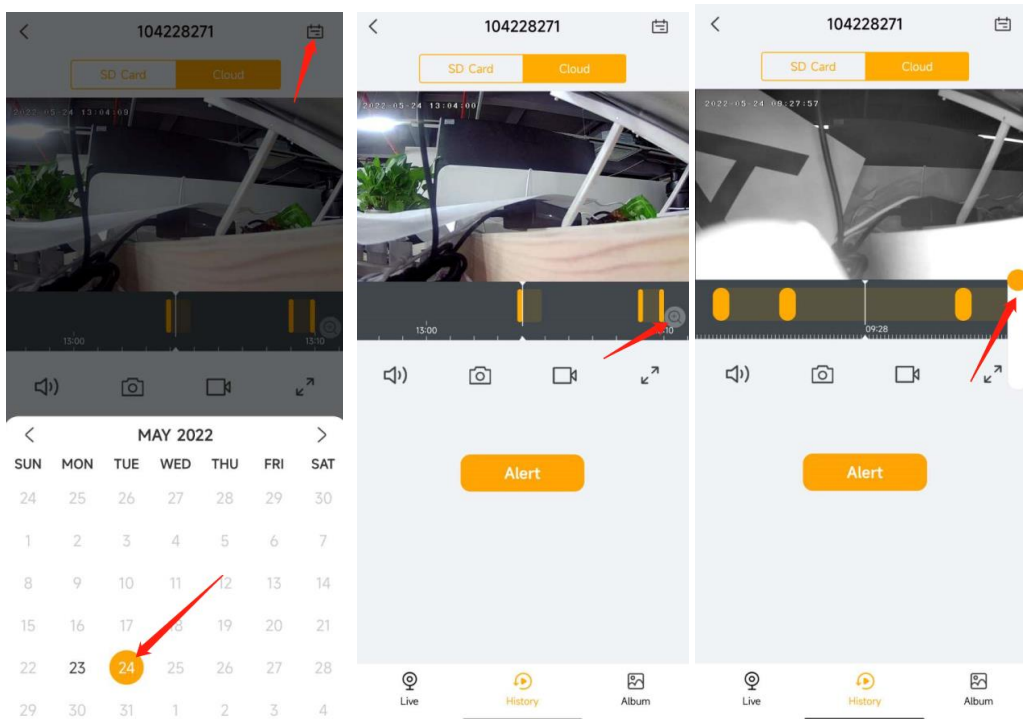 104228271
SD Card Cloud
2022-05-24 13:04:09
13:00 13:10
MAY 2022
SUN MON TUE WED THU FRI SAT
24 25 26 27 28 29 30
1 2 3 4 5 6 7
8 9 10 11 12 13 14
15 16 17 18 19 20 21
22 23 24 25 26 27 28
29 30 31 1 2 3 4
104228271
SD Card Cloud
2022-05-24 13:04:00
13:00 10
Alert
Live History Album
104228271
SD Card Cloud
2022-05-24 09:27:57
09:28
Alert
Live History Album